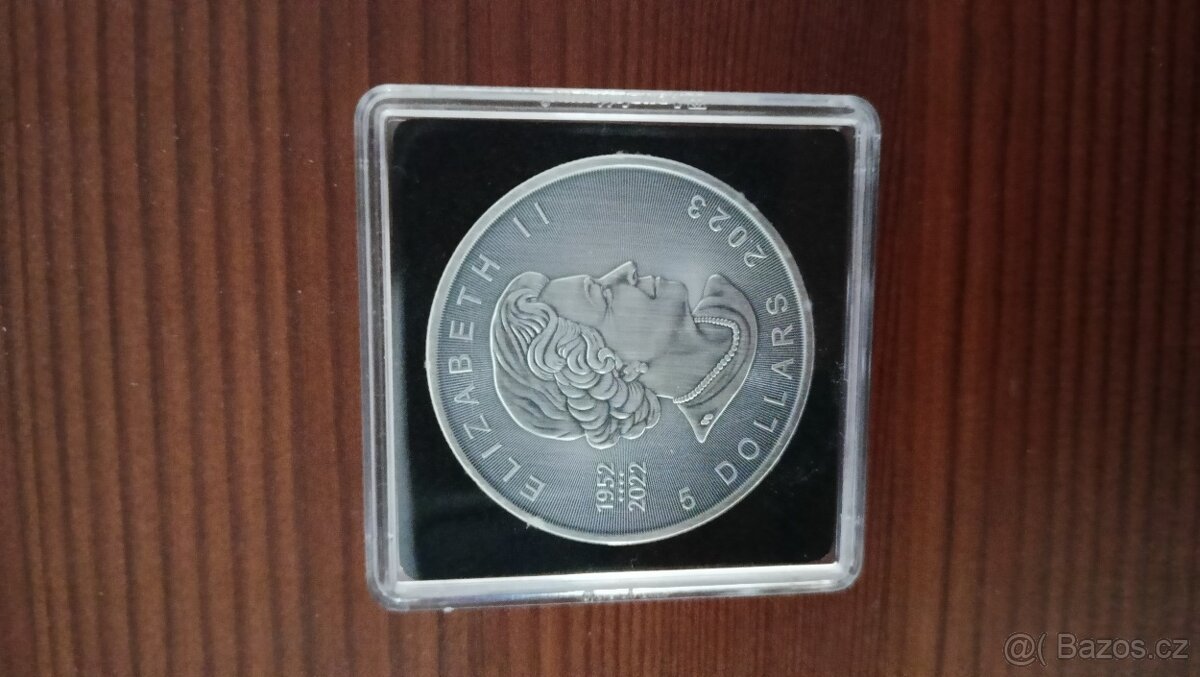 ELIZABETH II
1952
2022
5 DOLLARS 2023
@( Bazos.cz